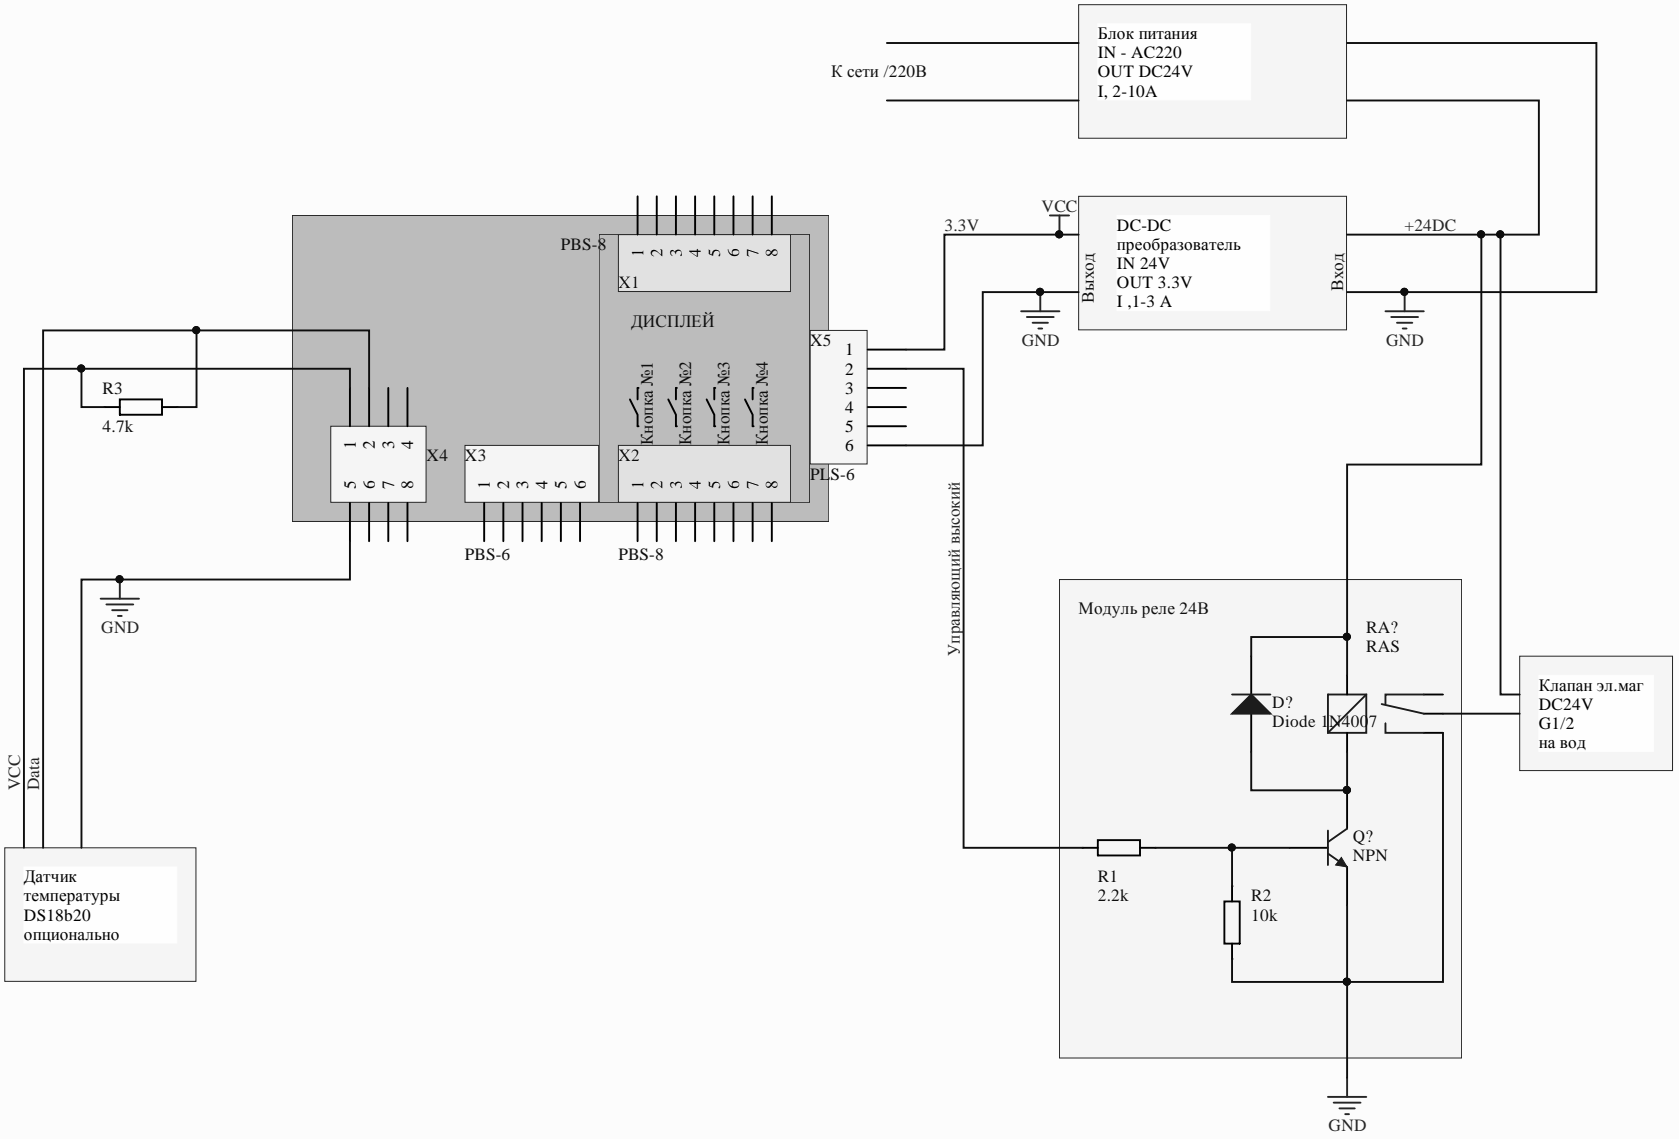 Блок питания
IN - AC220
OUT DC24V
I, 2-10A
К сети /220В
VCC
3.3V
DC-DC
преобразователь
IN 24V
OUT 3.3V
I ,1-3 A
Выход
Вход
+24DC
GND
GND
PBS-8
1 2 3 4 5 6 7 8
X1
ДИСПЛЕЙ
Кнопка №1
Кнопка №2
Кнопка №3
Кнопка №4
X5
1
2
3
4
5
6
PLS-6
R3
4.7k
1 2 3 4
X4
5 6 7 8
X3
1 2 3 4 5 6
PBS-6
X2
1 2 3 4 5 6 7 8
PBS-8
GND
Управляющий высокий
Модуль реле 24В
RA?
RAS
D?
Diode 1N4007
Клапан эл.маг
DC24V
G1/2
на вод
VCC
Data
Q?
NPN
R1
2.2k
R2
10k
Датчик
температуры
DS18b20
опционально
GND